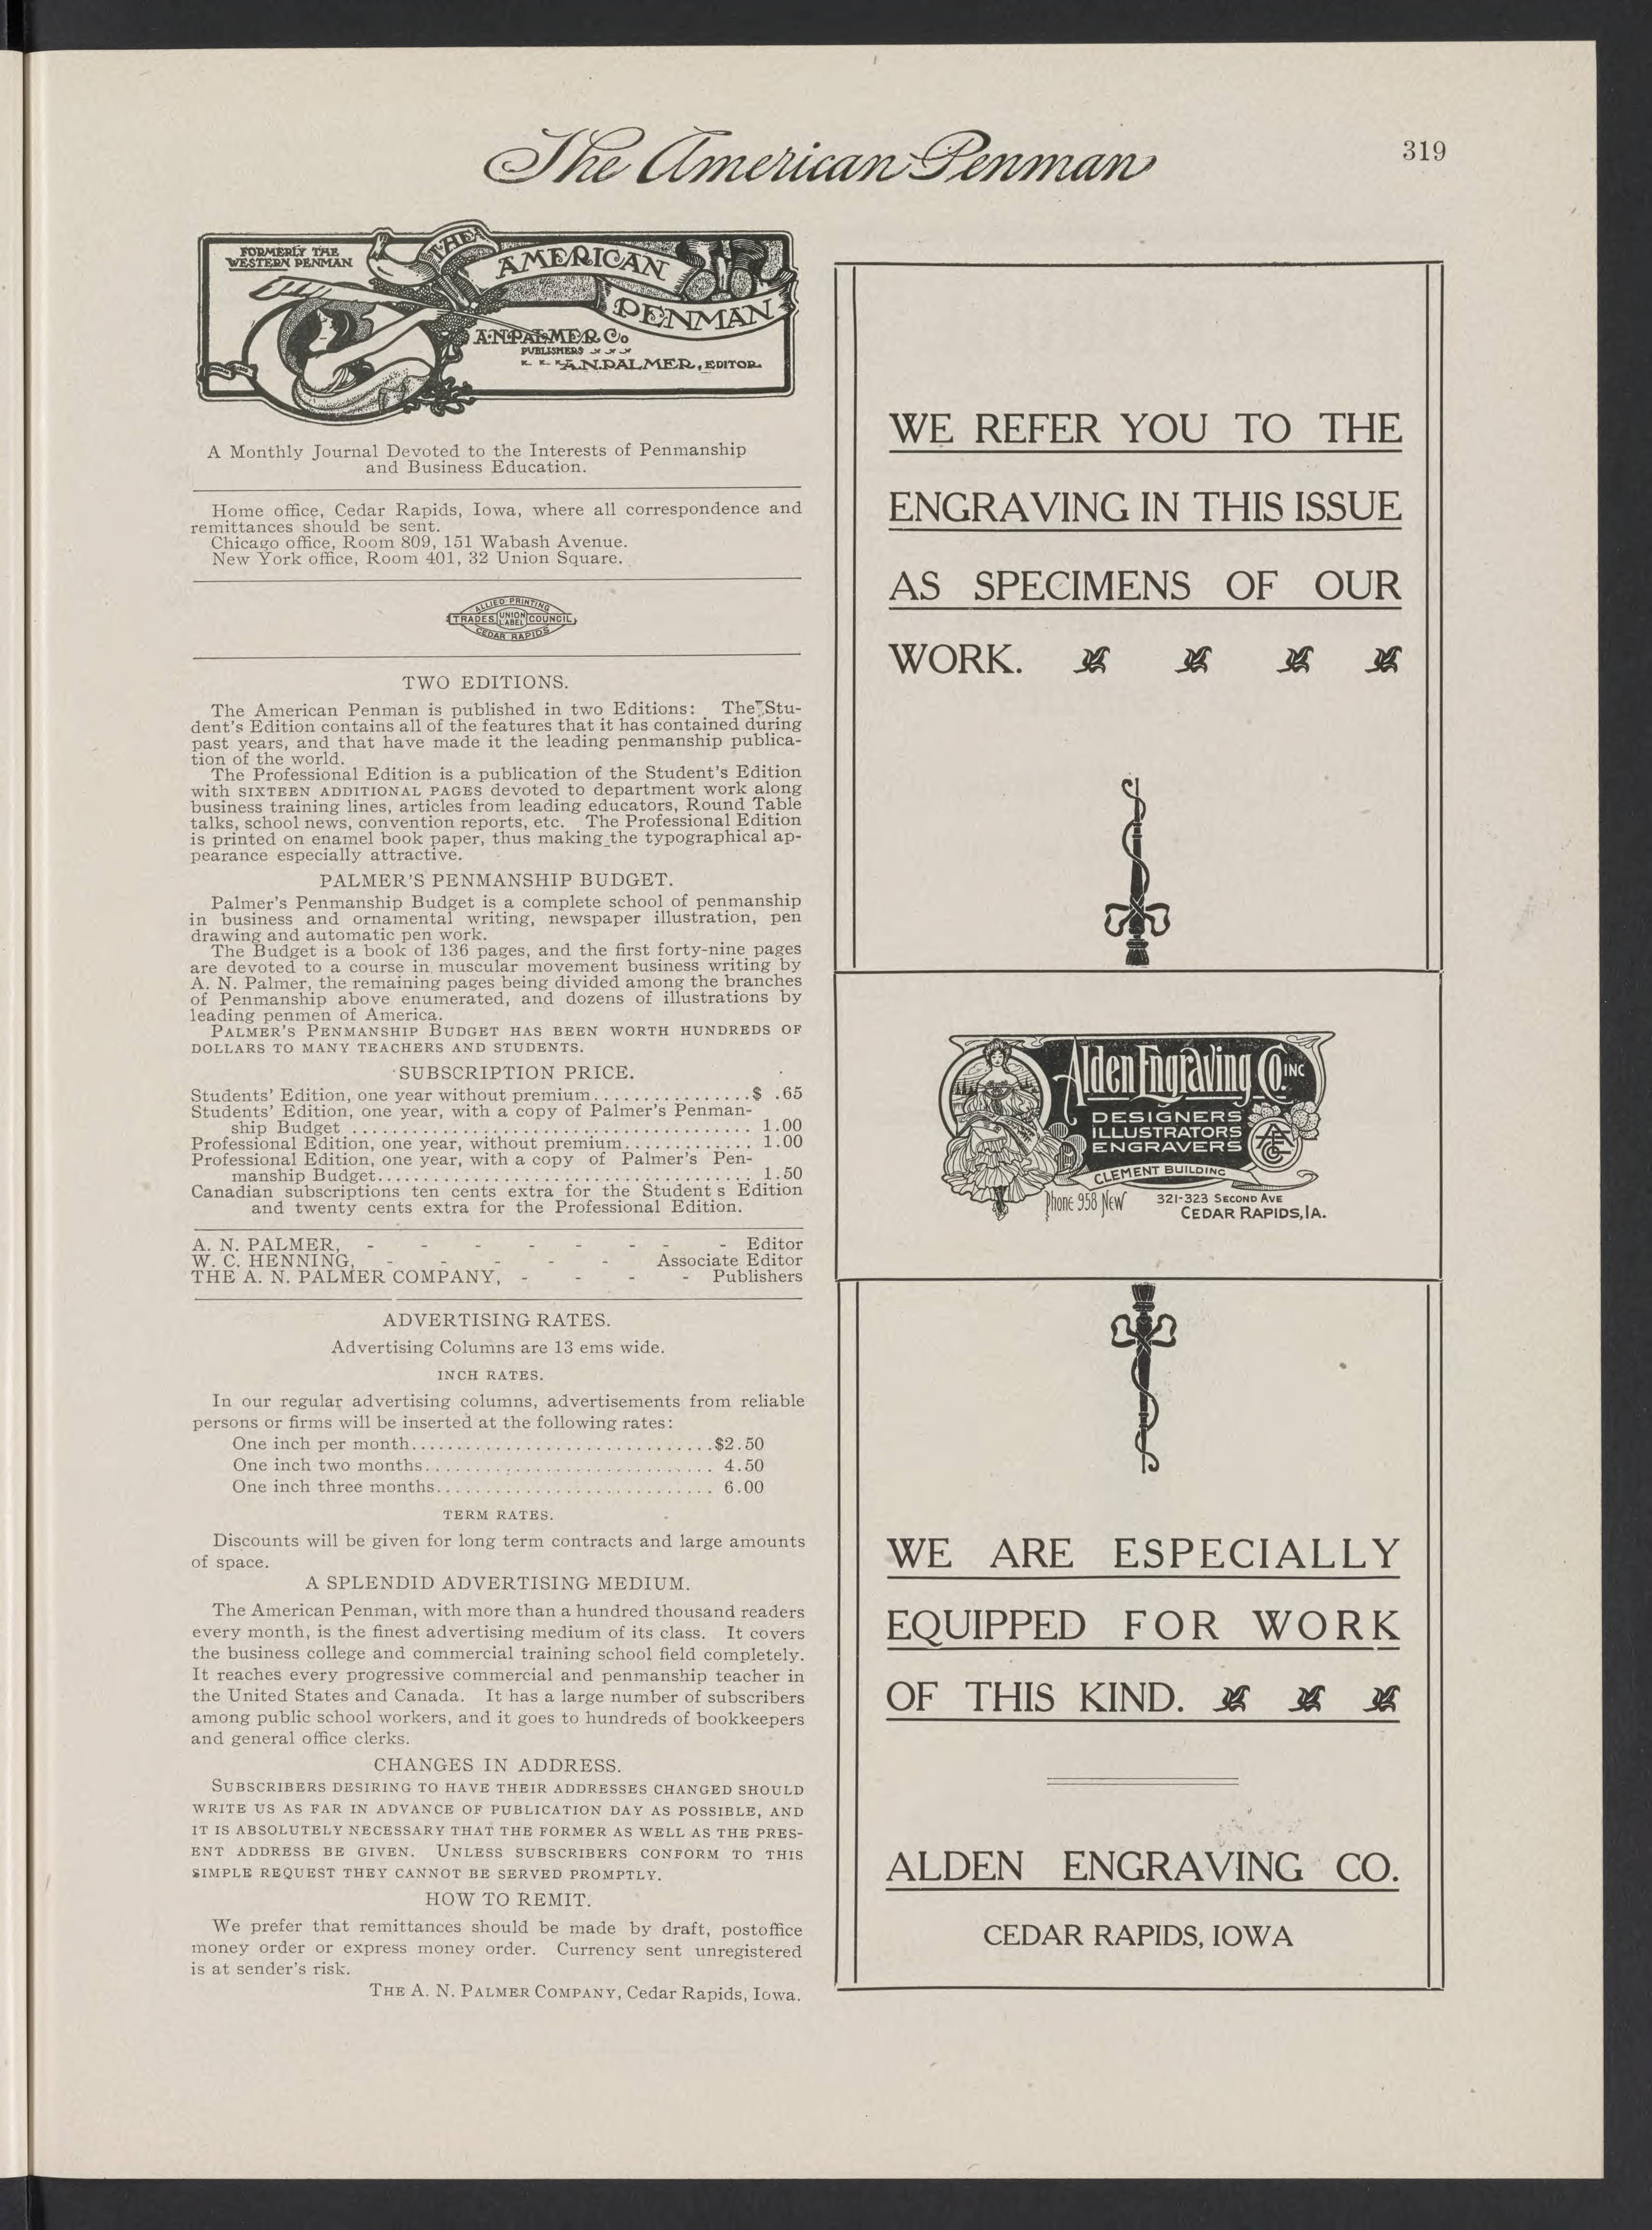 The American Penman
319
FORMERLY THE
WESTERN PENMAN
THE
AMERICAN
PENMAN
A.N.PALMER Co
PUBLISHERS
A.N.PALMER, EDITOR.
A Monthly Journal Devoted to the Interests of Penmanship
and Business Education.
Home office, Cedar Rapids, Iowa, where all correspondence and
remittances should be sent.
Chicago office, Room 809, 151 Wabash Avenue.
New York office, Room 401, 32 Union Square.
ALLIED PRINTING
TRADES UNION LABEL COUNCIL
CEDAR RAPIDS
TWO EDITIONS.
The American Penman is published in two Editions: The Stu-
dent's Edition contains all of the features that it has contained during
past years, and that have made it the leading penmanship publica-
tion of the world.
The Professional Edition is a publication of the Student's Edition
with SIXTEEN ADDITIONAL PAGES devoted to department work along
business training lines, articles from leading educators, Round Table
talks, school news, convention reports, etc. The Professional Edition
is printed on enamel book paper, thus making the typographical ap-
pearance especially attractive.
PALMER'S PENMANSHIP BUDGET.
Palmer's Penmanship Budget is a complete school of penmanship
in business and ornamental writing, newspaper illustration, pen
drawing and automatic pen work.
The Budget is a book of 136 pages, and the first forty-nine pages
are devoted to a course in muscular movement business writing by
A. N. Palmer, the remaining pages being divided among the branches
of Penmanship above enumerated, and dozens of illustrations by
leading penmen of America.
PALMER'S PENMANSHIP BUDGET HAS BEEN WORTH HUNDREDS OF
DOLLARS TO MANY TEACHERS AND STUDENTS.
SUBSCRIPTION PRICE.
Students' Edition, one year without premium................$ .65
Students' Edition, one year, with a copy of Palmer's Penman-
ship Budget ........................................ 1.00
Professional Edition, one year, without premium............. 1.00
Professional Edition, one year, with a copy of Palmer's Pen-
manship Budget..................................... 1.50
Canadian subscriptions ten cents extra for the Student s Edition
and twenty cents extra for the Professional Edition.
A. N. PALMER, - - - - - - - - Editor
W. C. HENNING, - - - - - Associate Editor
THE A. N. PALMER COMPANY, - - - - Publishers
ADVERTISING RATES.
Advertising Columns are 13 ems wide.
INCH RATES.
In our regular advertising columns, advertisements from reliable
persons or firms will be inserted at the following rates:
One inch per month..............................$2.50
One inch two months............................. 4.50
One inch three months............................ 6.00
TERM RATES.
Discounts will be given for long term contracts and large amounts
of space.
A SPLENDID ADVERTISING MEDIUM.
The American Penman, with more than a hundred thousand readers
every month, is the finest advertising medium of its class. It covers
the business college and commercial training school field completely.
It reaches every progressive commercial and penmanship teacher in
the United States and Canada. It has a large number of subscribers
among public school workers, and it goes to hundreds of bookkeepers
and general office clerks.
CHANGES IN ADDRESS.
SUBSCRIBERS DESIRING TO HAVE THEIR ADDRESSES CHANGED SHOULD
WRITE US AS FAR IN ADVANCE OF PUBLICATION DAY AS POSSIBLE, AND
IT IS ABSOLUTELY NECESSARY THAT THE FORMER AS WELL AS THE PRES-
ENT ADDRESS BE GIVEN. UNLESS SUBSCRIBERS CONFORM TO THIS
SIMPLE REQUEST THEY CANNOT BE SERVED PROMPTLY.
HOW TO REMIT.
We prefer that remittances should be made by draft, postoffice
money order or express money order. Currency sent unregistered
is at sender's risk.
THE A. N. PALMER COMPANY, Cedar Rapids, Iowa.
WE REFER YOU TO THE
ENGRAVING IN THIS ISSUE
AS SPECIMENS OF OUR
WORK.
Alden Engraving Co. INC
DESIGNERS
ILLUSTRATORS
ENGRAVERS
CLEMENT BUILDING
Phone 958 New
321-323 SECOND AVE
CEDAR RAPIDS, IA.
WE ARE ESPECIALLY
EQUIPPED FOR WORK
OF THIS KIND.
ALDEN ENGRAVING CO.
CEDAR RAPIDS, IOWA